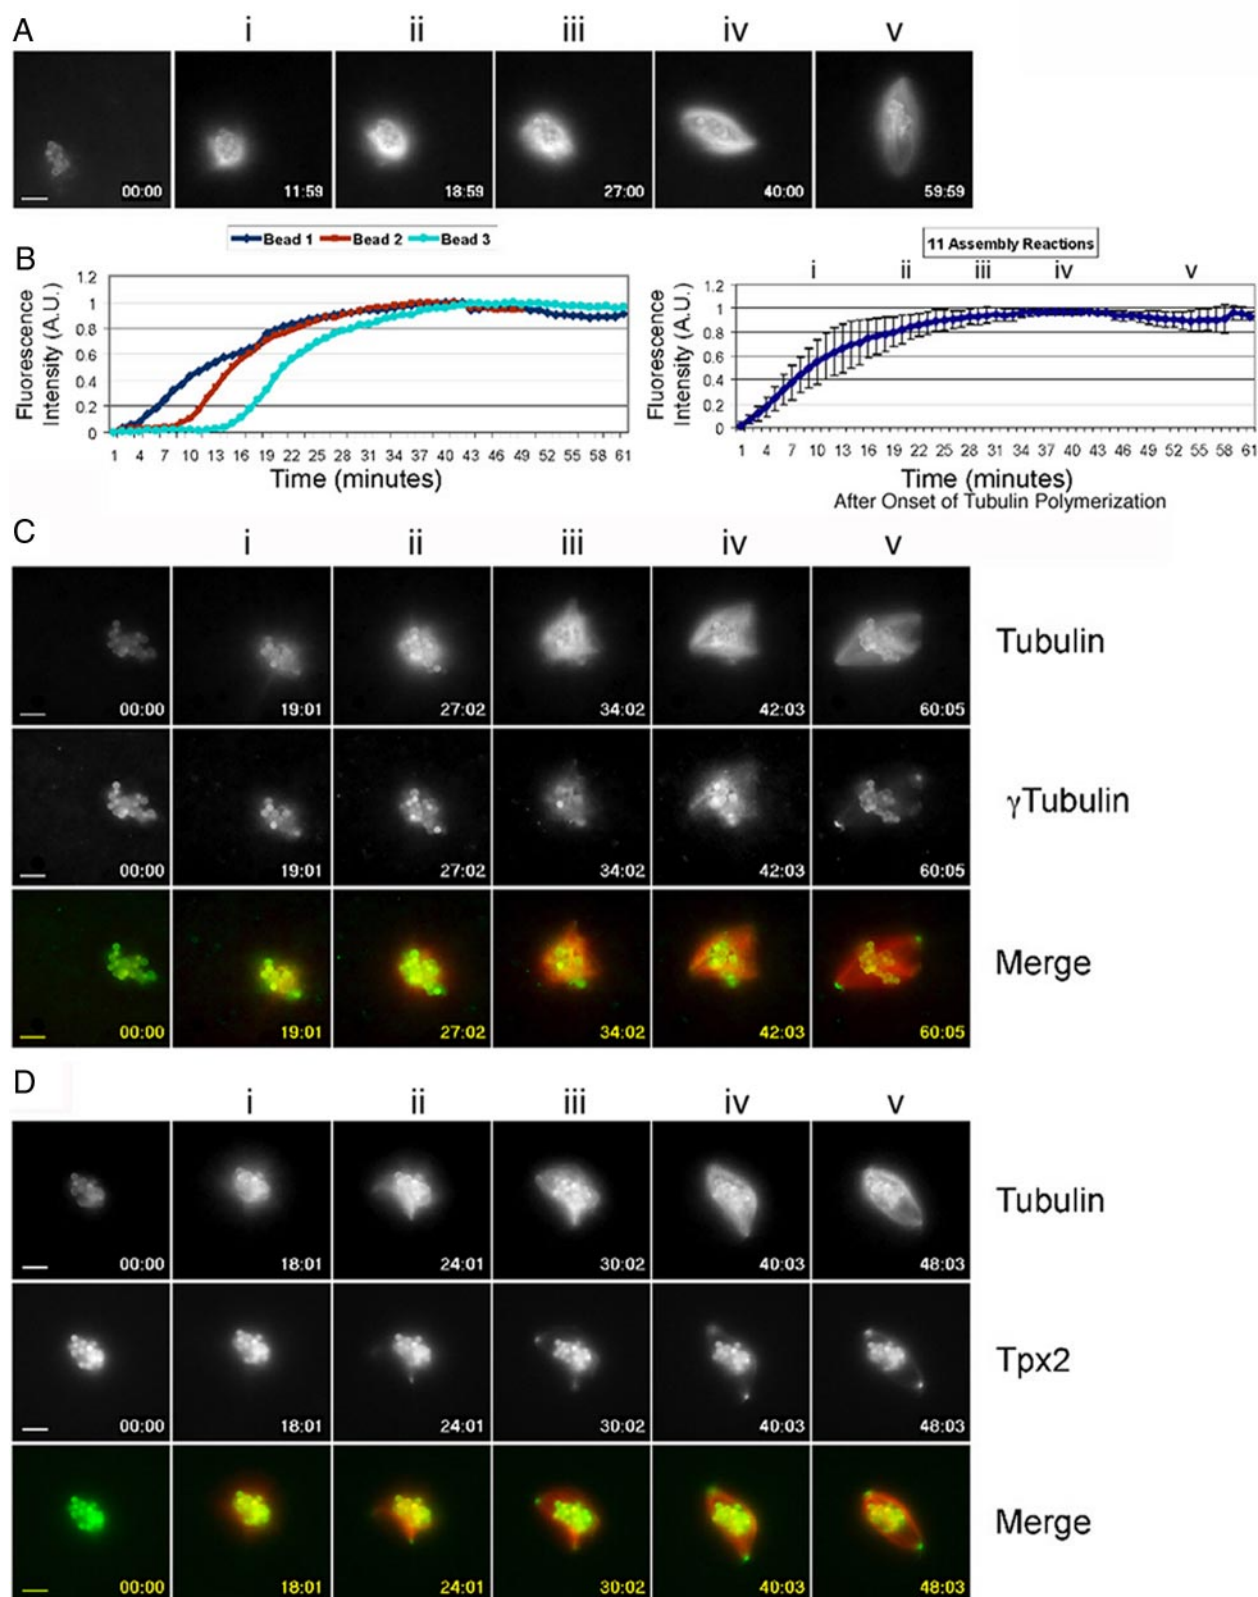 A
i ii iii iv v
00:00 11:59 18:59 27:00 40:00 59:59
B
Bead 1 Bead 2 Bead 3
Fluorescence
Intensity (A.U.)
1.2
1
0.8
0.6
0.4
0.2
0
1 4 7 10 13 16 19 22 25 28 31 34 37 40 43 46 49 52 55 58 61
Time (minutes)
11 Assembly Reactions
i ii iii iv v
Fluorescence
Intensity (A.U.)
1.2
1
0.8
0.6
0.4
0.2
0
1 4 7 10 13 16 19 22 25 28 31 34 37 40 43 46 49 52 55 58 61
Time (minutes)
After Onset of Tubulin Polymerization
C
i ii iii iv v
Tubulin
00:00 19:01 27:02 34:02 42:03 60:05
γTubulin
00:00 19:01 27:02 34:02 42:03 60:05
Merge
00:00 19:01 27:02 34:02 42:03 60:05
D
i ii iii iv v
Tubulin
00:00 18:01 24:01 30:02 40:03 48:03
Tpx2
00:00 18:01 24:01 30:02 40:03 48:03
Merge
00:00 18:01 24:01 30:02 40:03 48:03